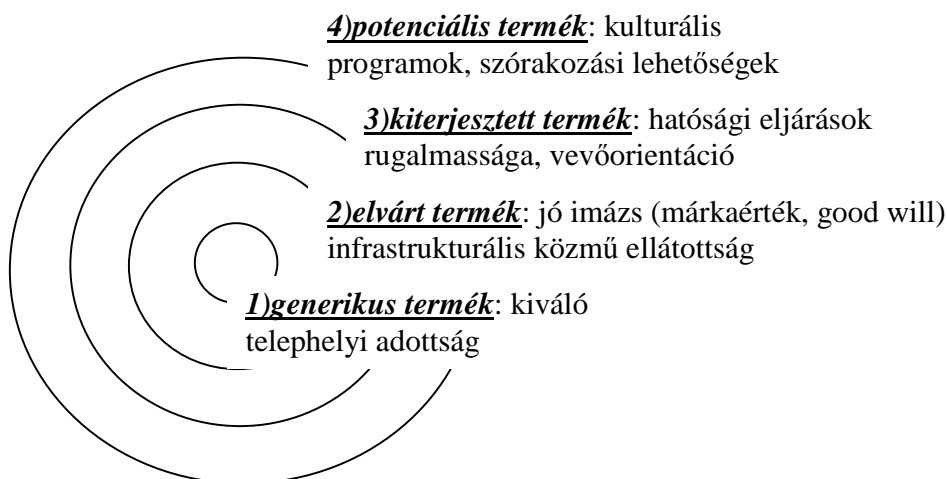 4)potenciális termék: kulturális
programok, szórakozási lehetőségek
3)kiterjesztett termék: hatósági eljárások
rugalmassága, vevőorientáció
2)elvárt termék: jó imázs (márkaérték, good will)
infrastrukturális közmű ellátottság
1)generikus termék: kiváló
telephelyi adottság